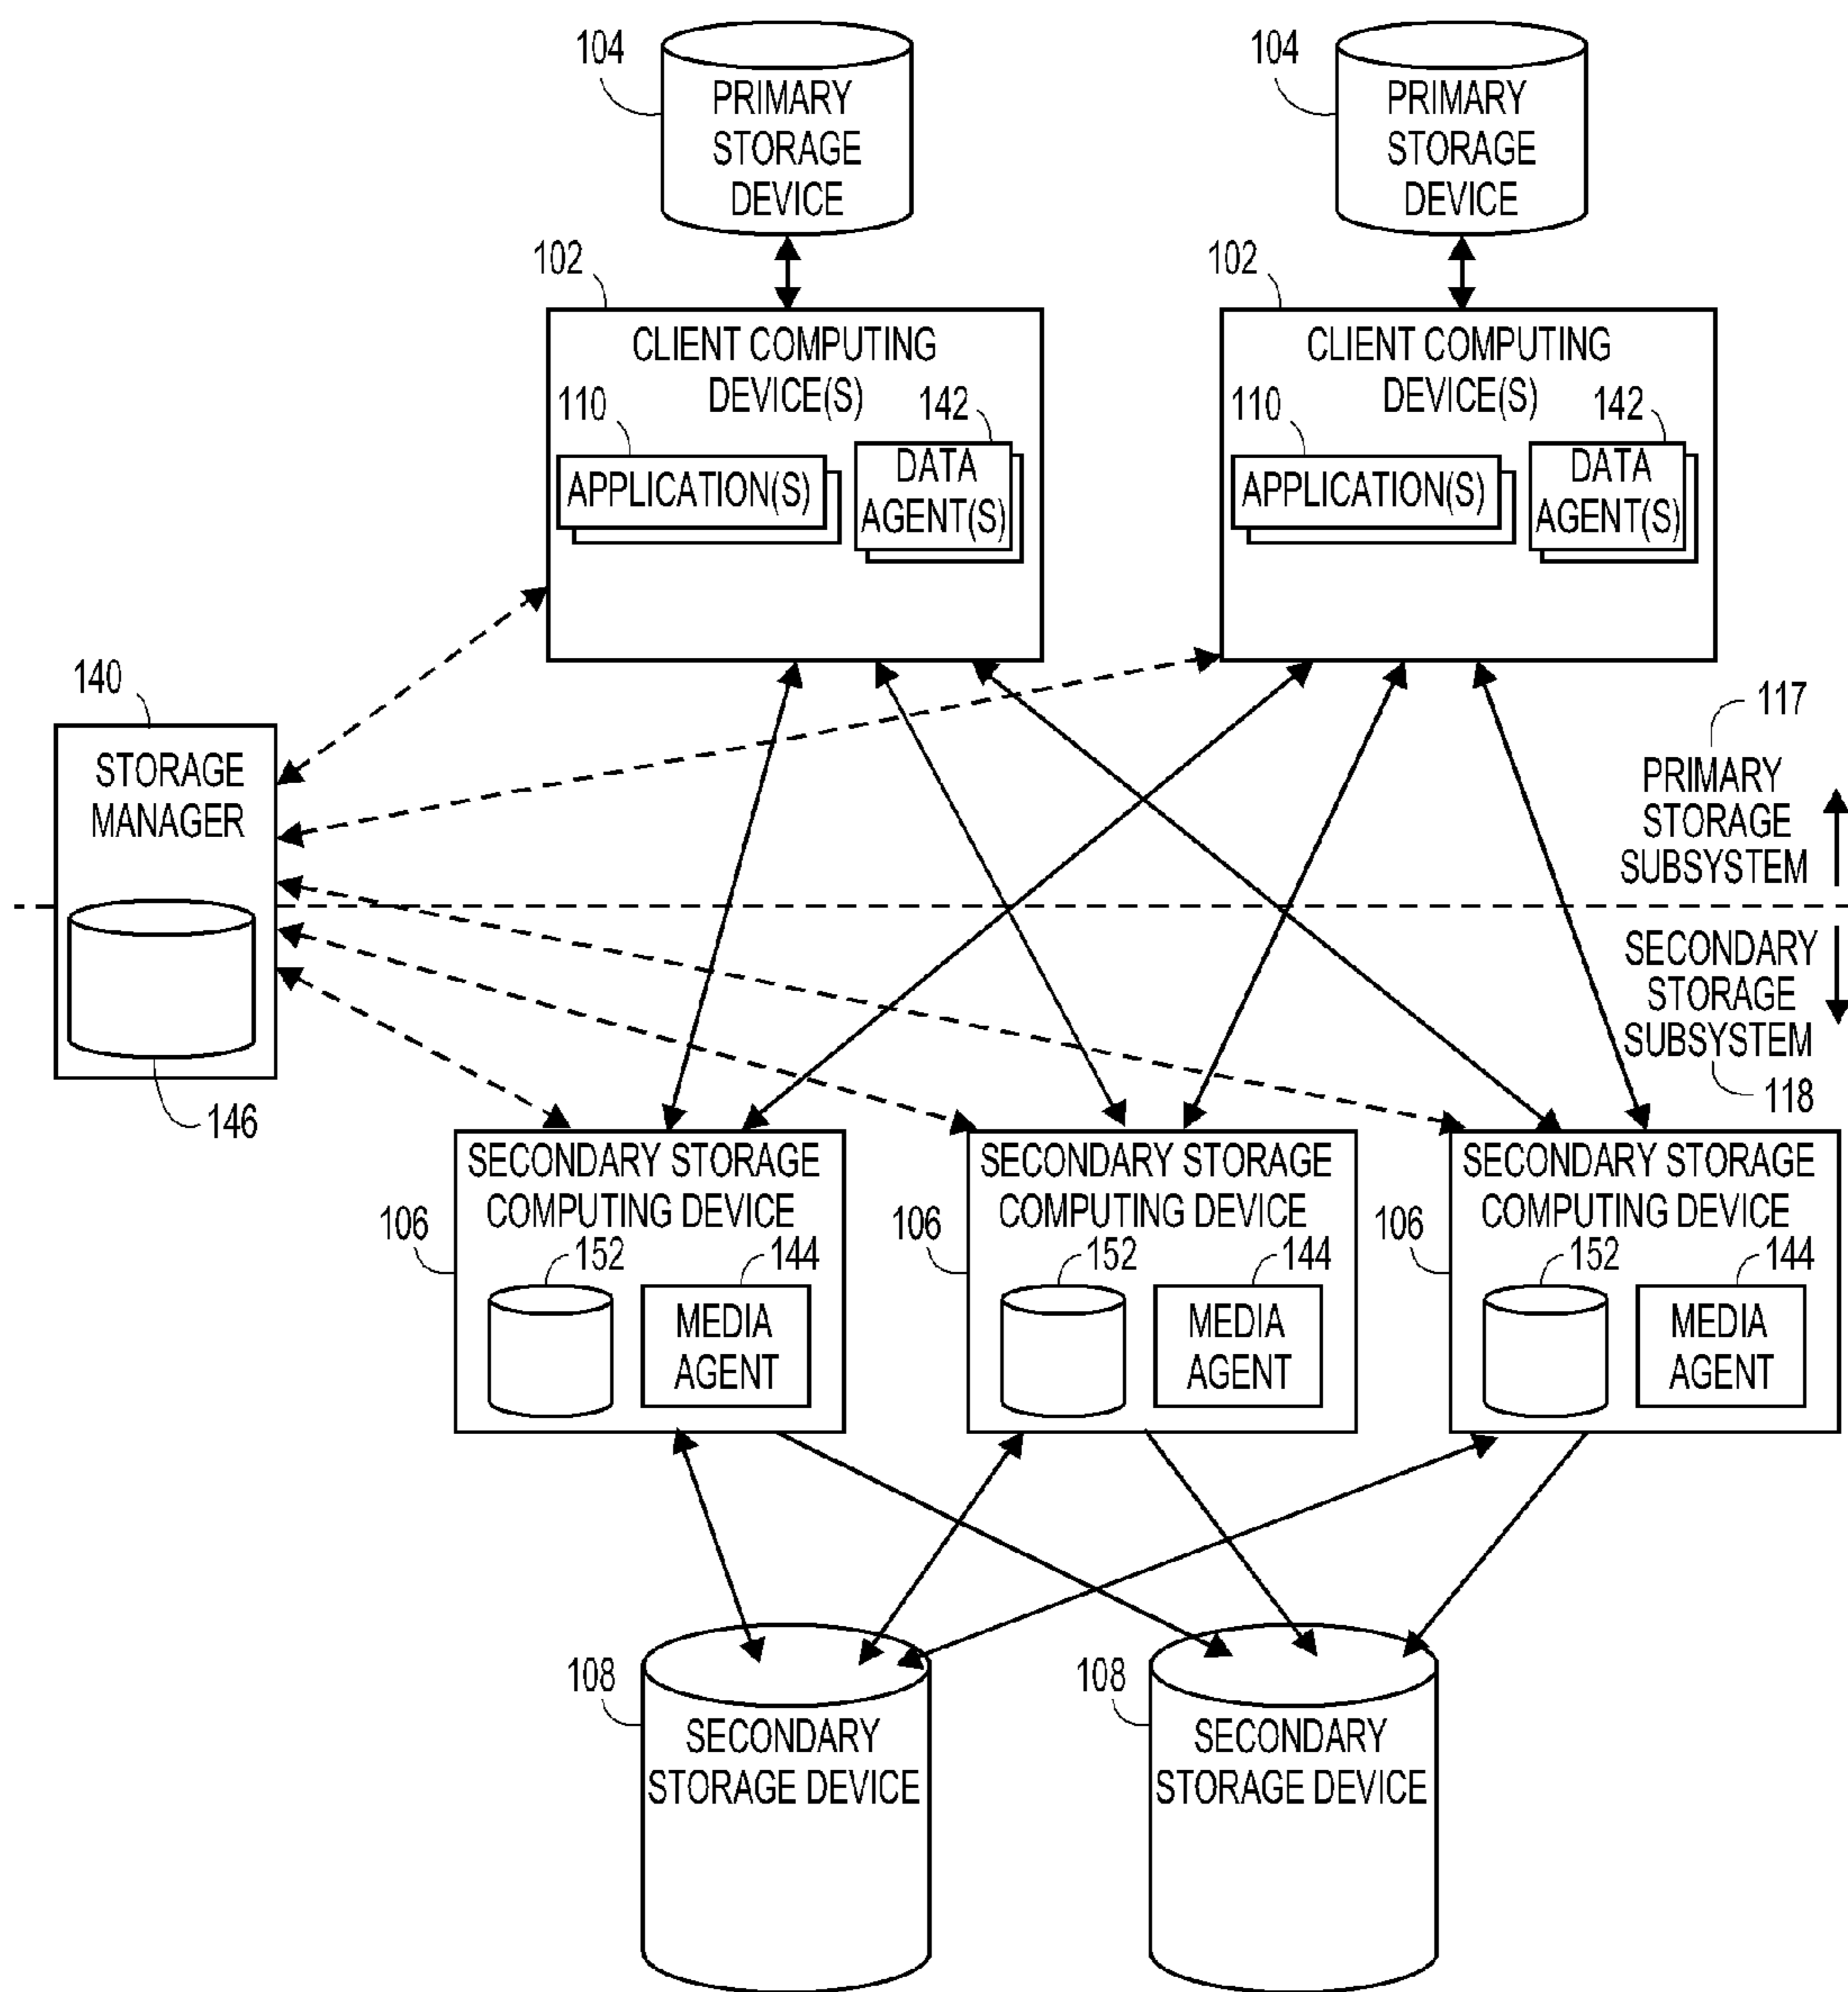 104
PRIMARY
STORAGE
DEVICE
104
PRIMARY
STORAGE
DEVICE
102
CLIENT COMPUTING
DEVICE(S)
110
APPLICATION(S)
142
DATA
AGENT(S)
102
CLIENT COMPUTING
DEVICE(S)
110
APPLICATION(S)
142
DATA
AGENT(S)
140
STORAGE
MANAGER
146
117
PRIMARY
STORAGE
SUBSYSTEM
SECONDARY
STORAGE
SUBSYSTEM
118
SECONDARY STORAGE
COMPUTING DEVICE
106
152
144
MEDIA
AGENT
SECONDARY STORAGE
COMPUTING DEVICE
106
152
144
MEDIA
AGENT
SECONDARY STORAGE
COMPUTING DEVICE
106
152
144
MEDIA
AGENT
108
SECONDARY
STORAGE DEVICE
108
SECONDARY
STORAGE DEVICE